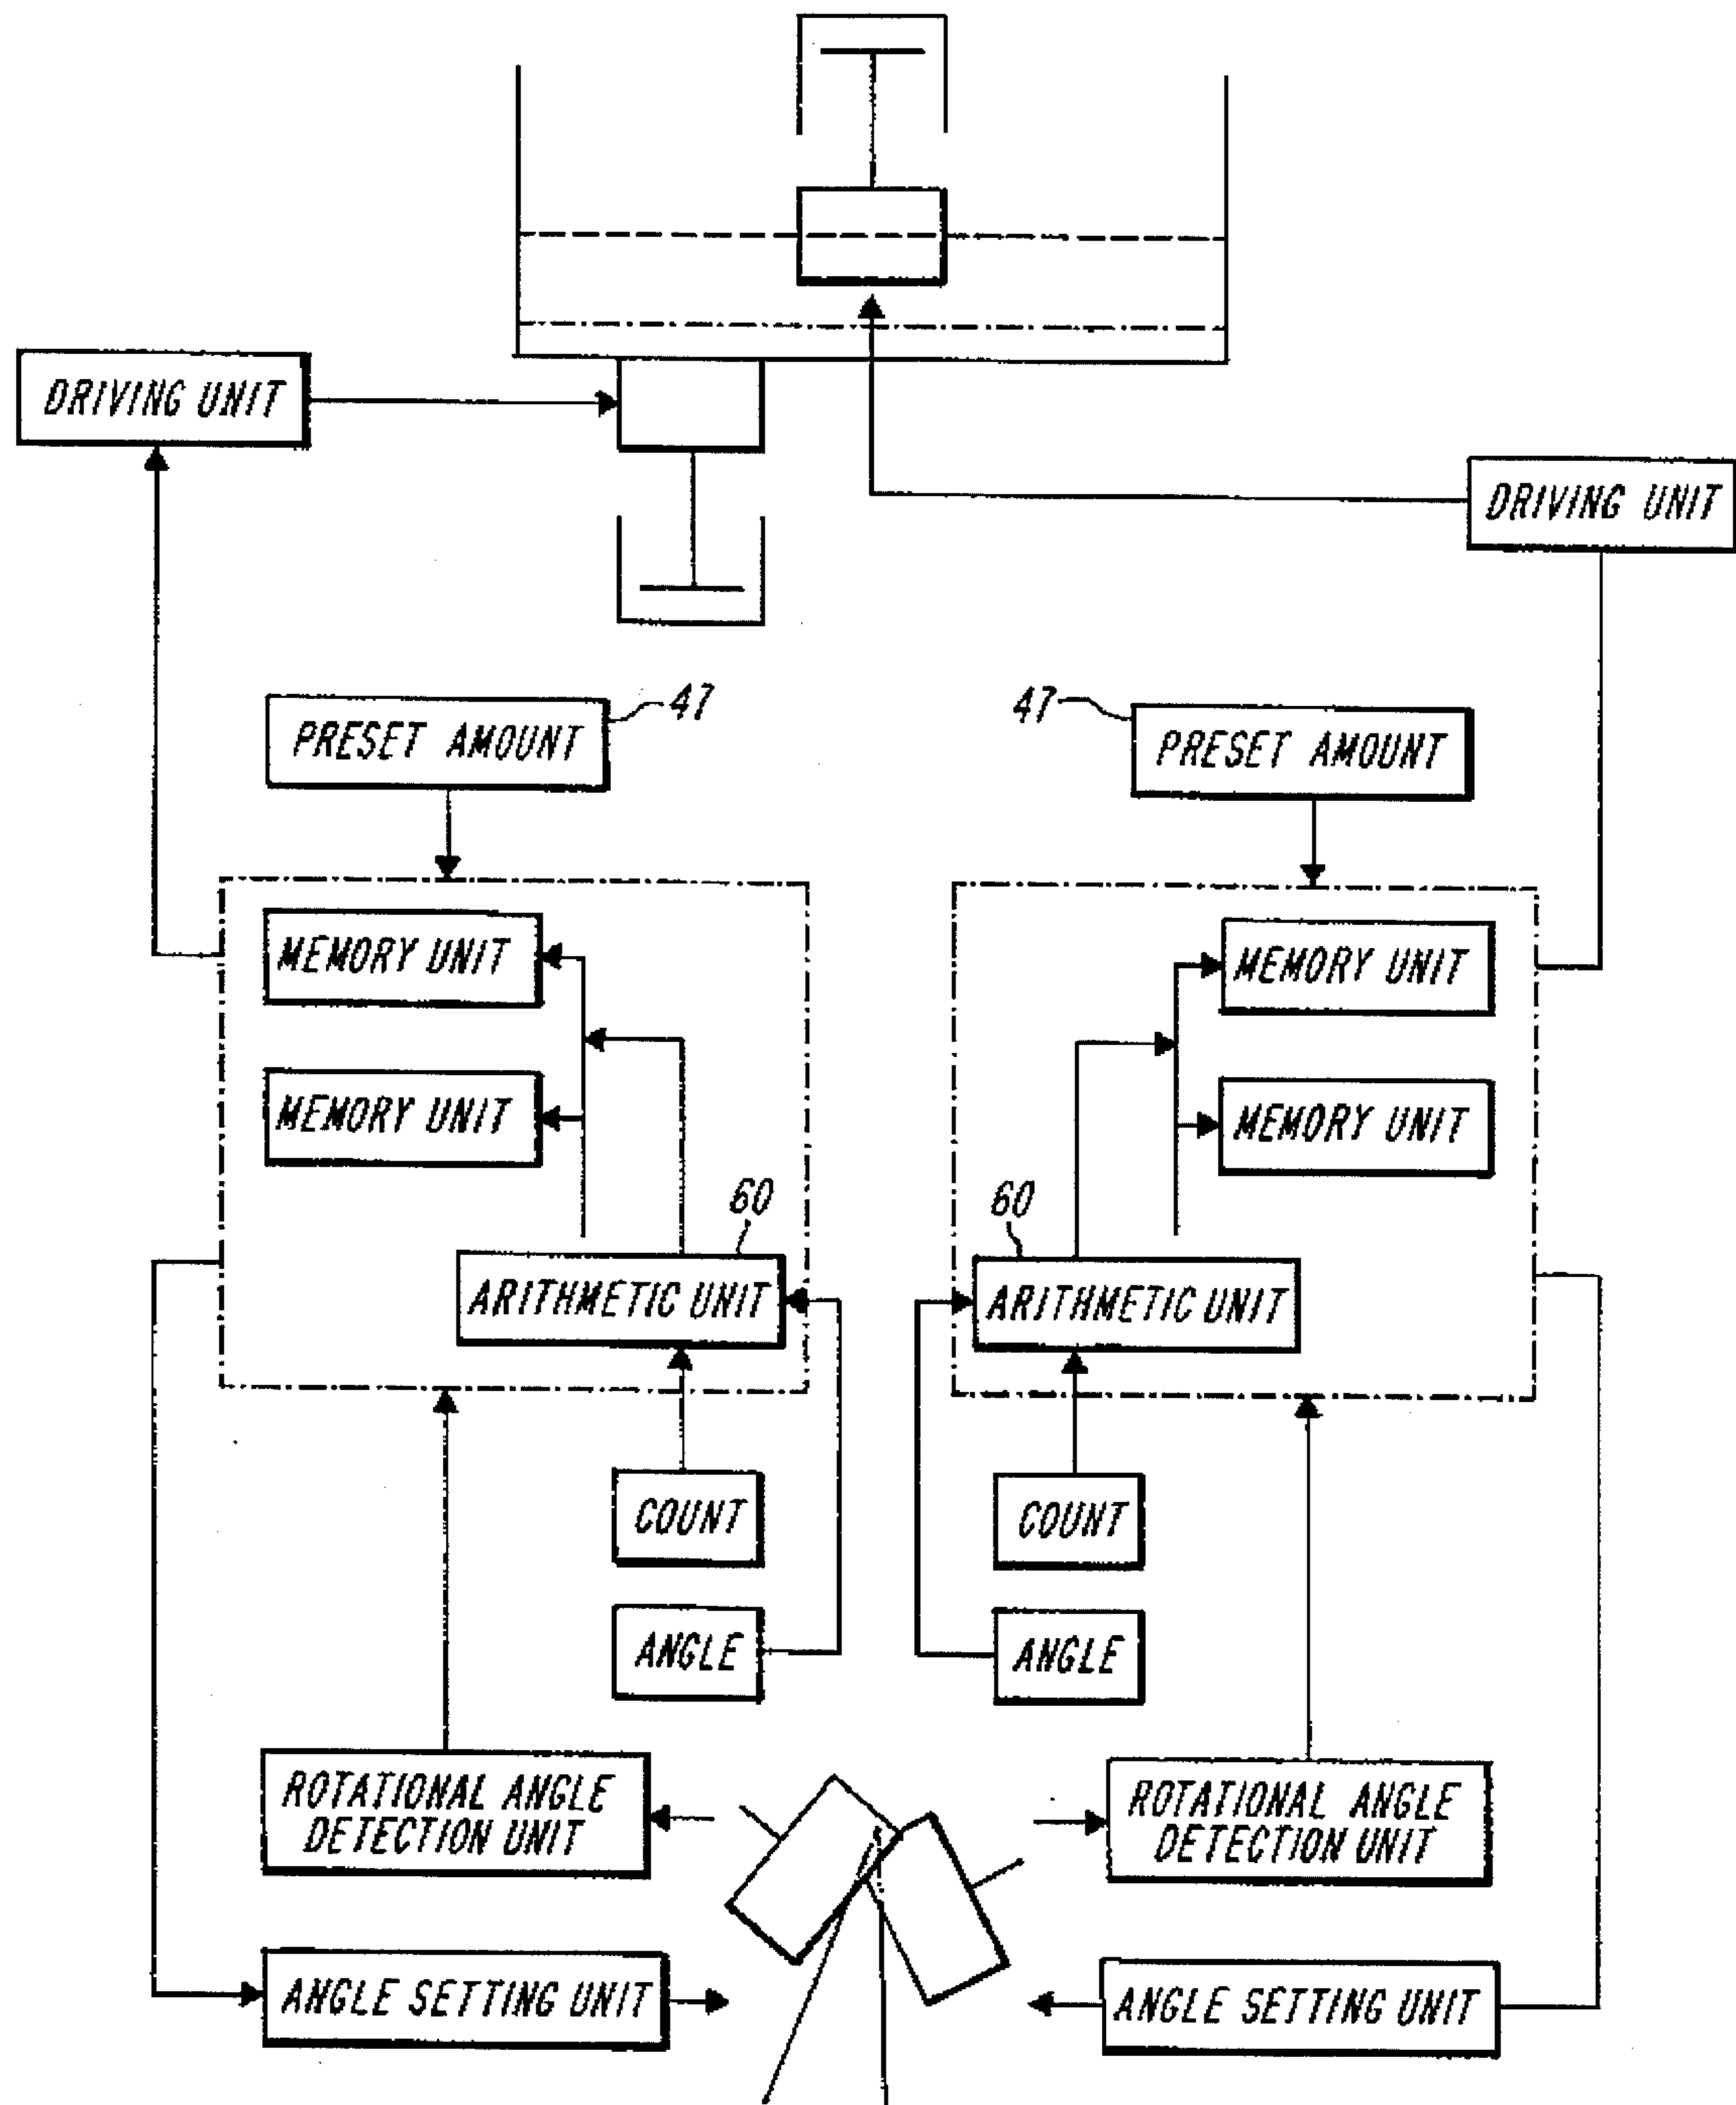 DRIVING UNIT
DRIVING UNIT
47
PRESET AMOUNT
47
PRESET AMOUNT
MEMORY UNIT
MEMORY UNIT
MEMORY UNIT
MEMORY UNIT
60
ARITHMETIC UNIT
60
ARITHMETIC UNIT
COUNT
COUNT
ANGLE
ANGLE
ROTATIONAL ANGLE
DETECTION UNIT
ROTATIONAL ANGLE
DETECTION UNIT
ANGLE SETTING UNIT
ANGLE SETTING UNIT